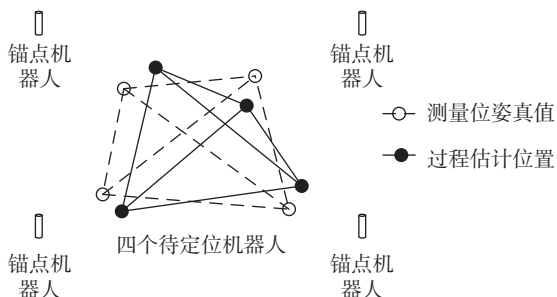 锚点机
器人
锚点机
器人
测量位姿真值
过程估计位置
四个待定位机器人
锚点机
器人
锚点机
器人